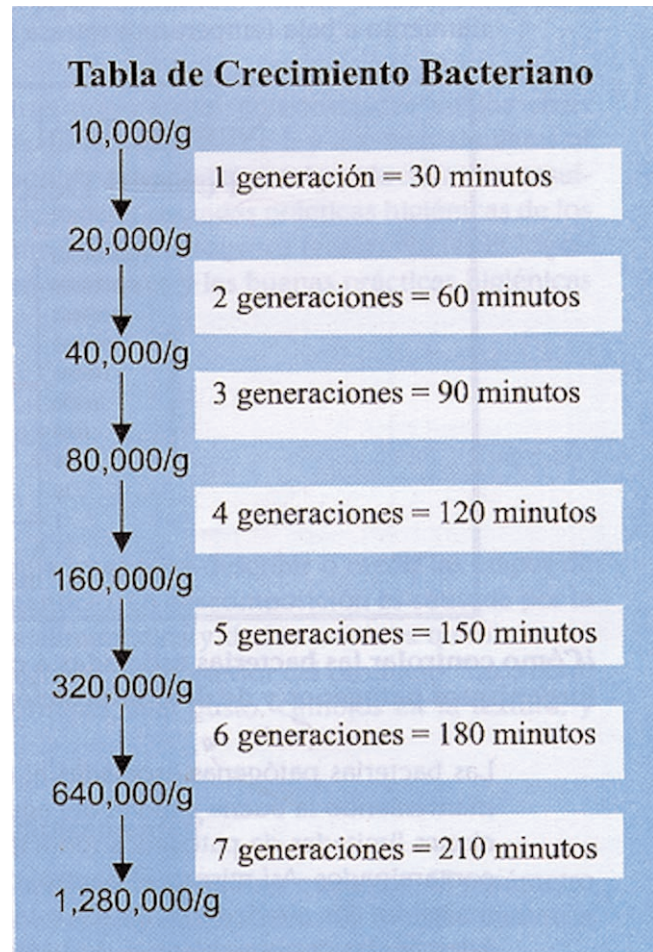 Tabla de Crecimiento Bacteriano
10,000/g
1 generación = 30 minutos
20,000/g
2 generaciones = 60 minutos
40,000/g
3 generaciones = 90 minutos
80,000/g
4 generaciones = 120 minutos
160,000/g
5 generaciones = 150 minutos
320,000/g
6 generaciones = 180 minutos
640,000/g
7 generaciones = 210 minutos
1,280,000/g